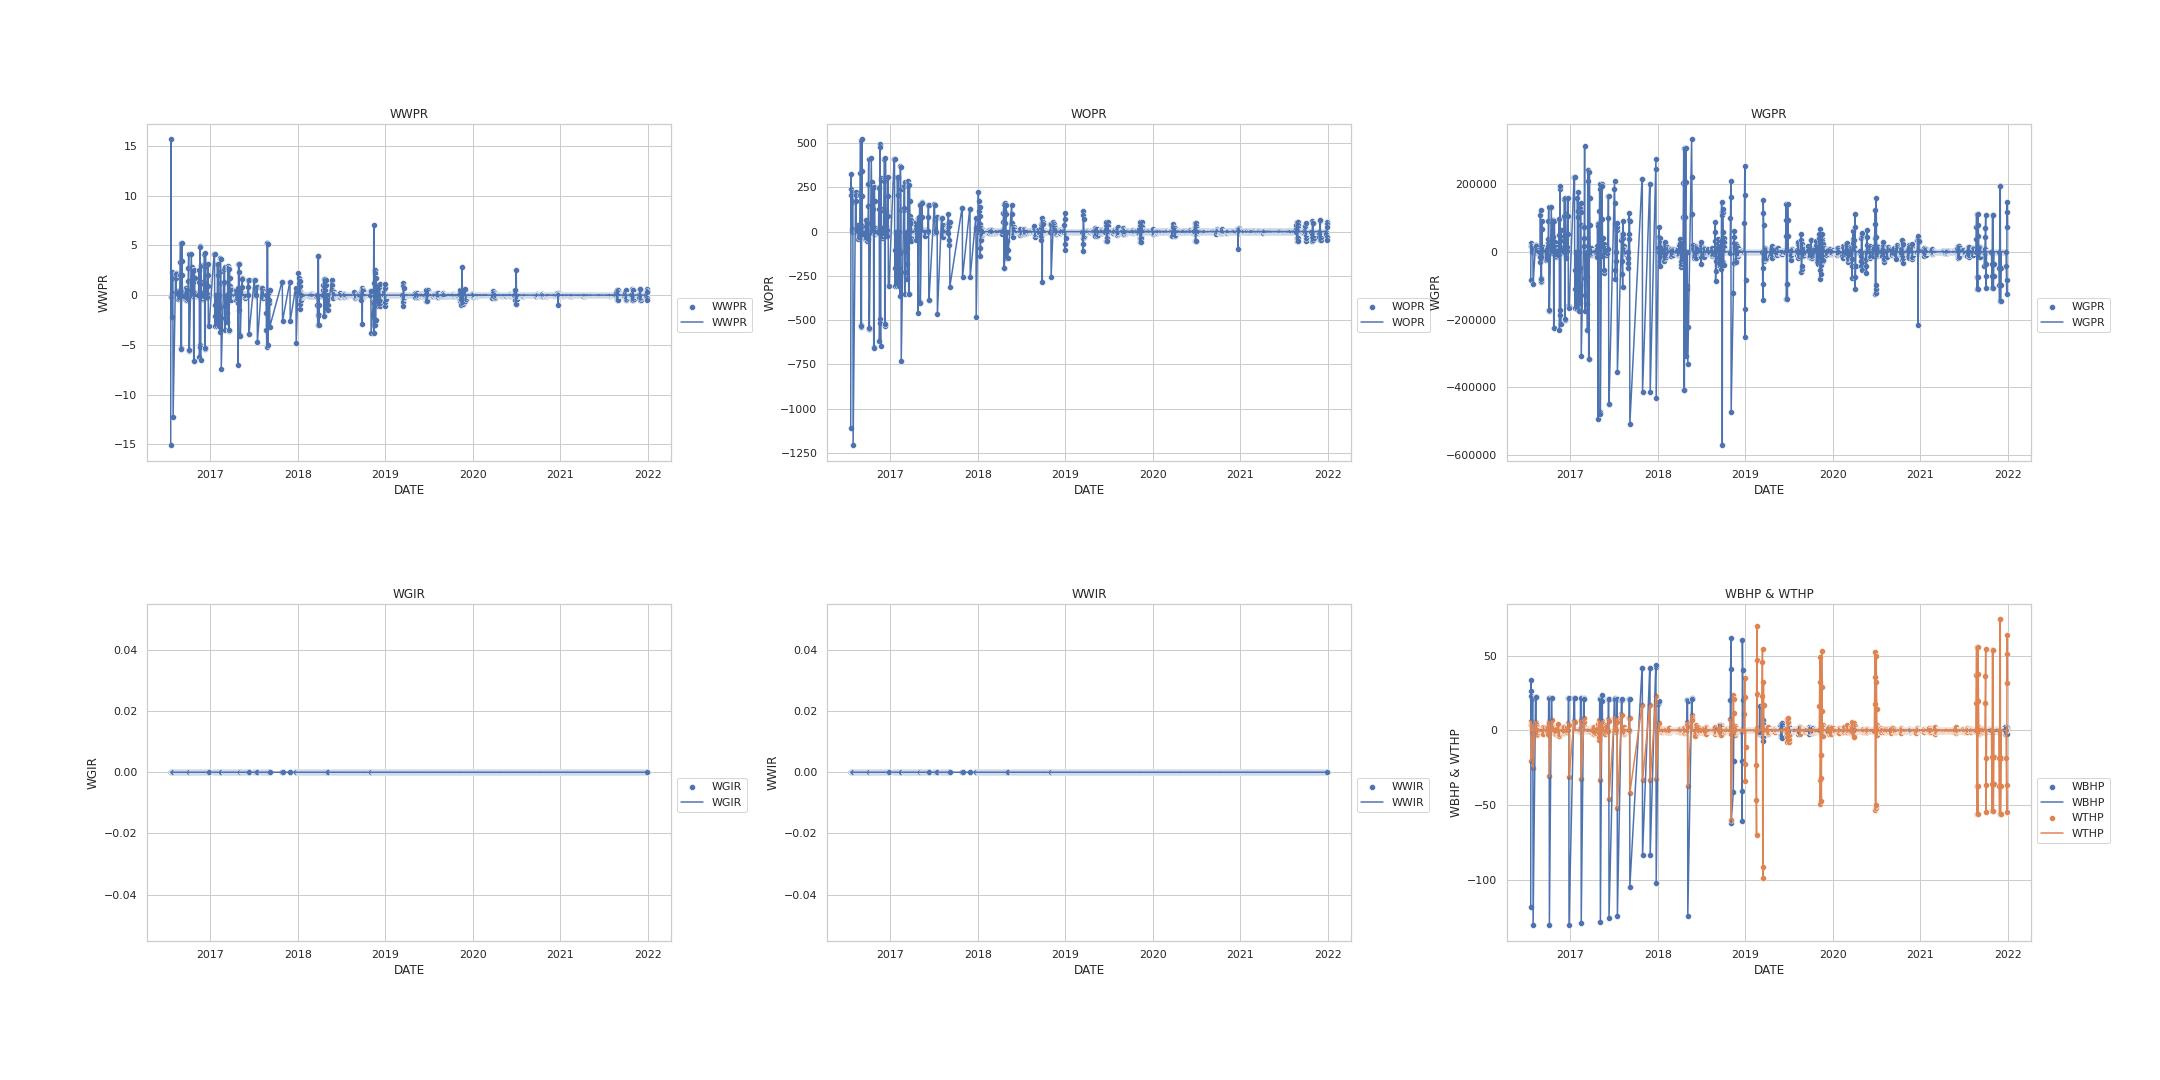 WWPR
15
10
5
0
−5
−10
−15
WWPR
2017 2018 2019 2020 2021 2022
DATE
WWPR
WWPR
WOPR
500
250
0
−250
−500
−750
−1000
−1250
WOPR
2017 2018 2019 2020 2021 2022
DATE
WOPR
WOPR
WGPR
200000
0
−200000
−400000
−600000
WGPR
2017 2018 2019 2020 2021 2022
DATE
WGPR
WGPR
WGIR
0.04
0.02
0.00
−0.02
−0.04
WGIR
2017 2018 2019 2020 2021 2022
DATE
WGIR
WGIR
WWIR
0.04
0.02
0.00
−0.02
−0.04
WWIR
2017 2018 2019 2020 2021 2022
DATE
WWIR
WWIR
WBHP & WTHP
50
0
−50
−100
WBHP & WTHP
2017 2018 2019 2020 2021 2022
DATE
WBHP
WBHP
WTHP
WTHP